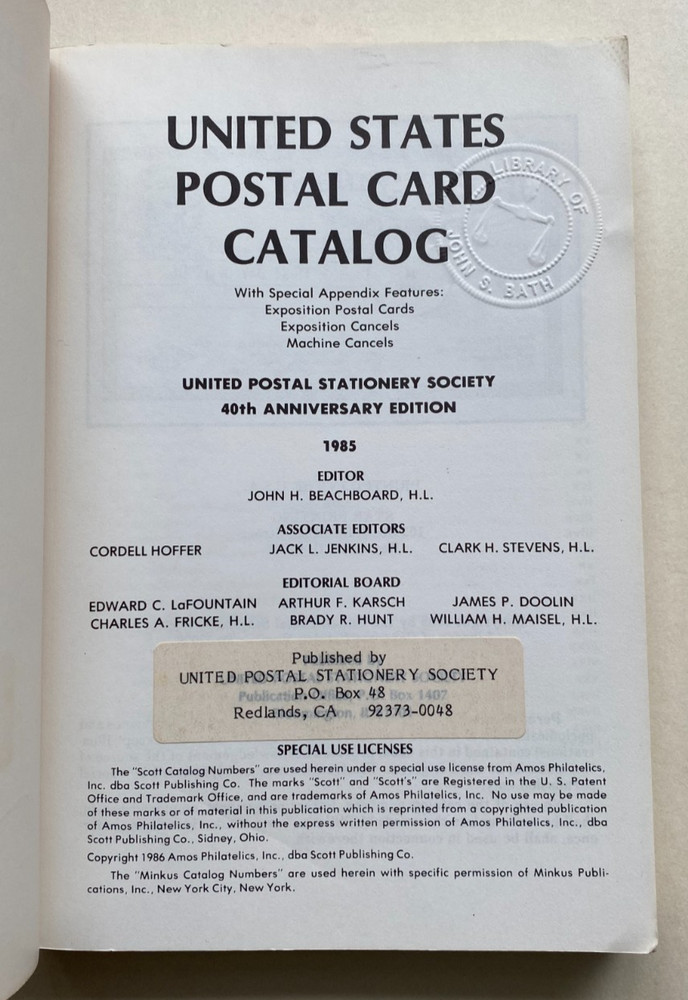 UNITED STATES
POSTAL CARD
CATALOG
LIBRARY OF
JOHN S. BATH
With Special Appendix Features:
Exposition Postal Cards
Exposition Cancels
Machine Cancels
UNITED POSTAL STATIONERY SOCIETY
40th ANNIVERSARY EDITION
1985
EDITOR
JOHN H. BEACHBOARD, H.L.
ASSOCIATE EDITORS
CORDELL HOFFER JACK L. JENKINS, H.L. CLARK H. STEVENS, H.L.
EDITORIAL BOARD
EDWARD C. LaFOUNTAIN ARTHUR F. KARSCH JAMES P. DOOLIN
CHARLES A. FRICKE, H.L. BRADY R. HUNT WILLIAM H. MAISEL, H.L.
Published by
UNITED POSTAL STATIONERY SOCIETY
P.O. Box 48
Redlands, CA 92373-0048
SPECIAL USE LICENSES
The "Scott Catalog Numbers" are used herein under a special use license from Amos Philatelics,
Inc. dba Scott Publishing Co. The marks "Scott" and "Scott's" are Registered in the U. S. Patent
Office and Trademark Office, and are trademarks of Amos Philatelics, Inc. No use may be made
of these marks or of material in this publication which is reprinted from a copyrighted publication
of Amos Philatelics, Inc., without the express written permission of Amos Philatelics, Inc., dba
Scott Publishing Co., Sidney, Ohio.
Copyright 1986 Amos Philatelics, Inc., dba Scott Publishing Co.
The "Minkus Catalog Numbers" are used herein with specific permission of Minkus Publi-
cations, Inc., New York City, New York.